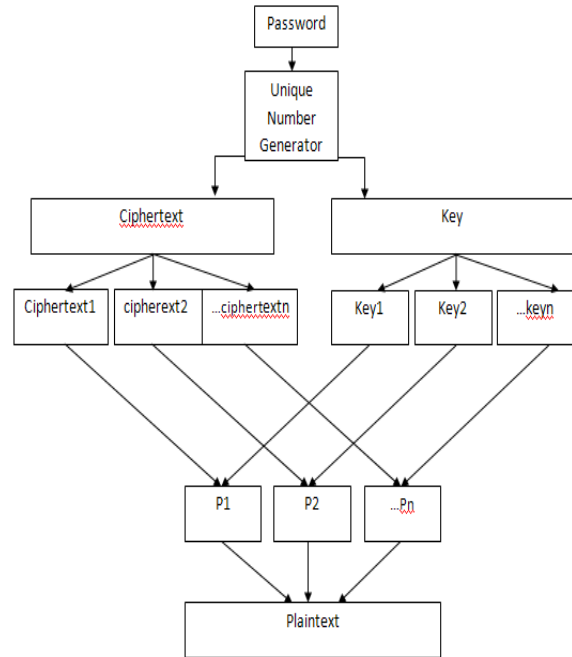 Password
Unique
Number
Generator
Ciphertext
Key
Ciphertext1
cipherext2
...ciphertextn
Key1
Key2
...keyn
P1
P2
...Pn
Plaintext